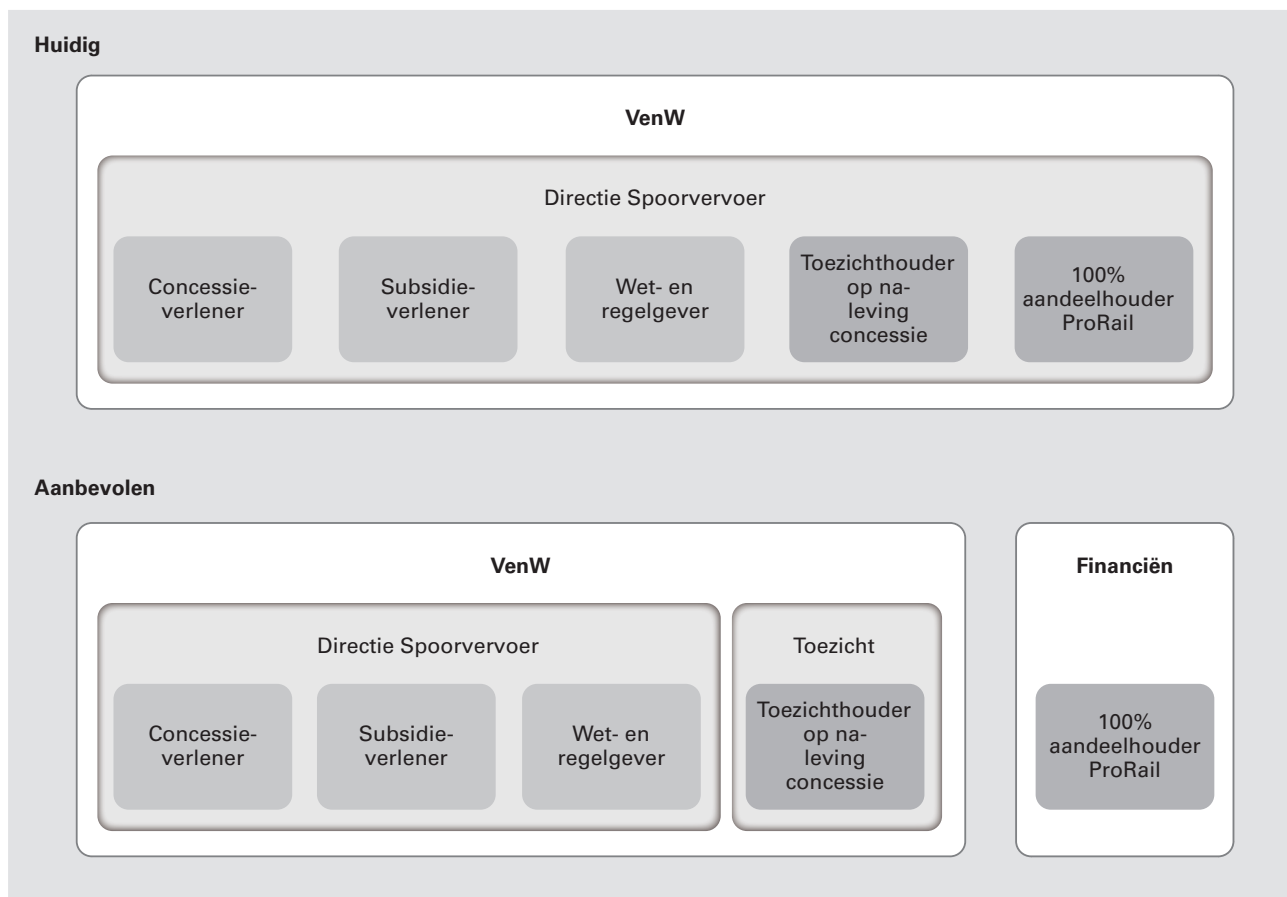 Huidig
VenW
Directie Spoorvervoer
Concessie-
verlener
Subsidie-
verlener
Wet- en
regelgever
Toezichthouder
op na-
leving
concessie
100%
aandeelhouder
ProRail
Aanbevolen
VenW
Directie Spoorvervoer
Concessie-
verlener
Subsidie-
verlener
Wet- en
regelgever
Toezicht
Toezichthouder
op na-
leving
concessie
Financiën
100%
aandeelhouder
ProRail